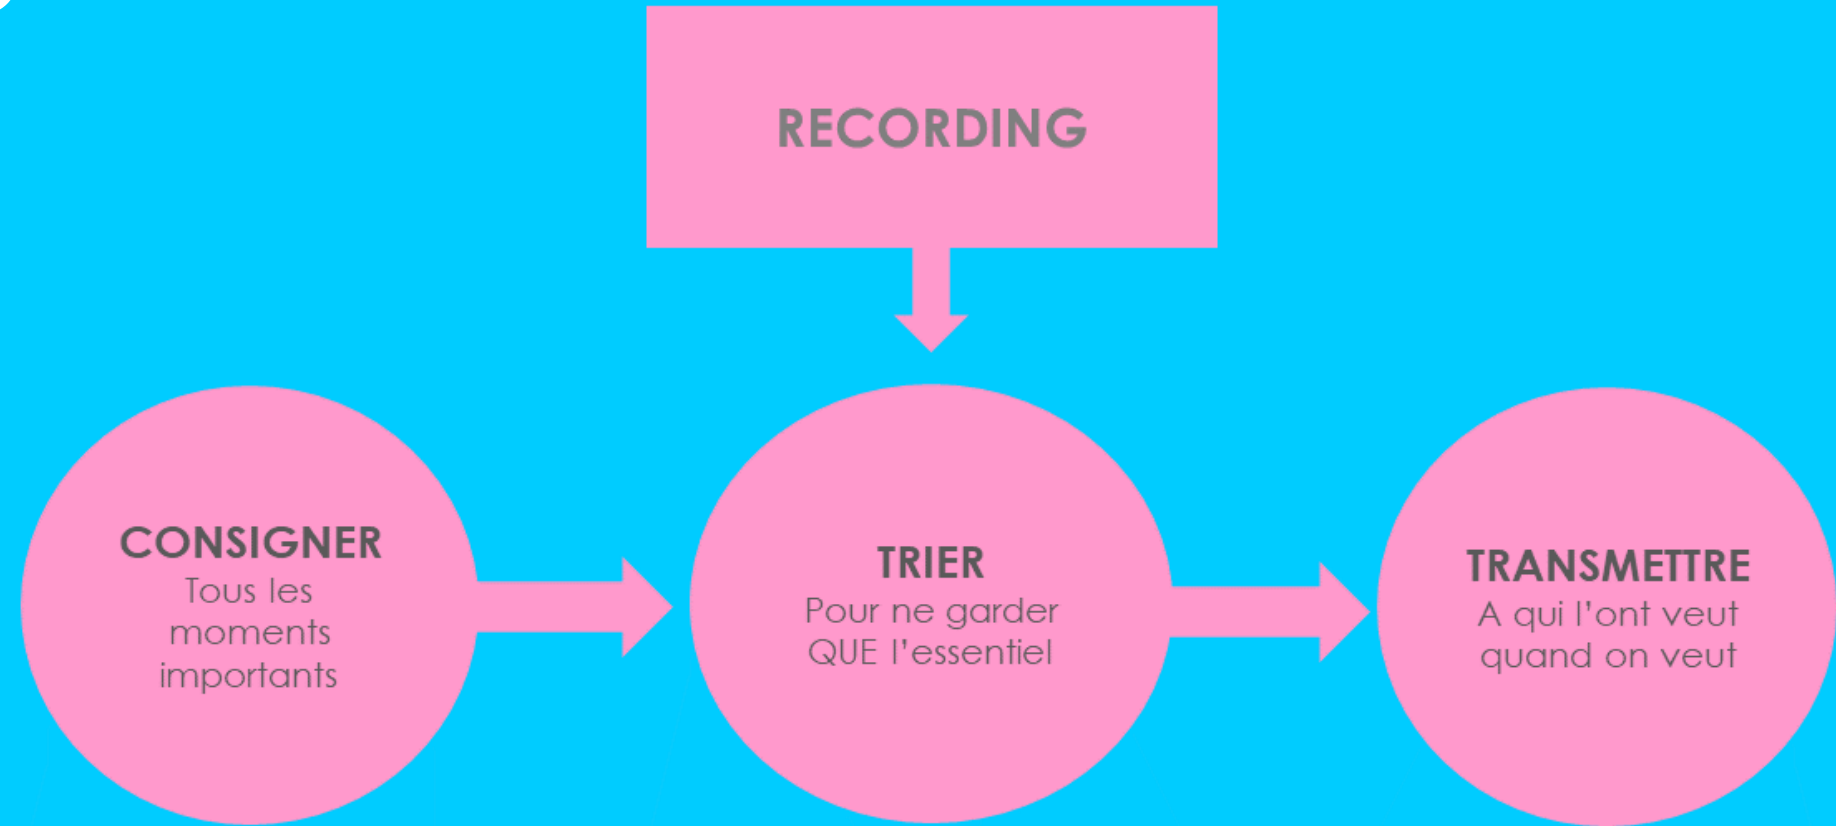 RECORDING
CONSIGNER
Tous les
moments
importants
TRIER
Pour ne garder
QUE l'essentiel
TRANSMETTRE
A qui l'ont veut
quand on veut